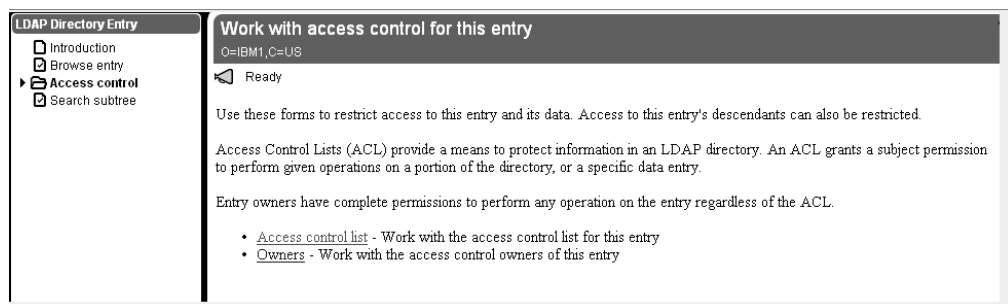 LDAP Directory Entry
Introduction
Browse entry
Access control
Search subtree
Work with access control for this entry
O=IBM1,C=US
Ready
Use these forms to restrict access to this entry and its data. Access to this entry's descendants can also be restricted.
Access Control Lists (ACL) provide a means to protect information in an LDAP directory. An ACL grants a subject permission
to perform given operations on a portion of the directory, or a specific data entry.
Entry owners have complete permissions to perform any operation on the entry regardless of the ACL.
• Access control list - Work with the access control list for this entry
• Owners - Work with the access control owners of this entry